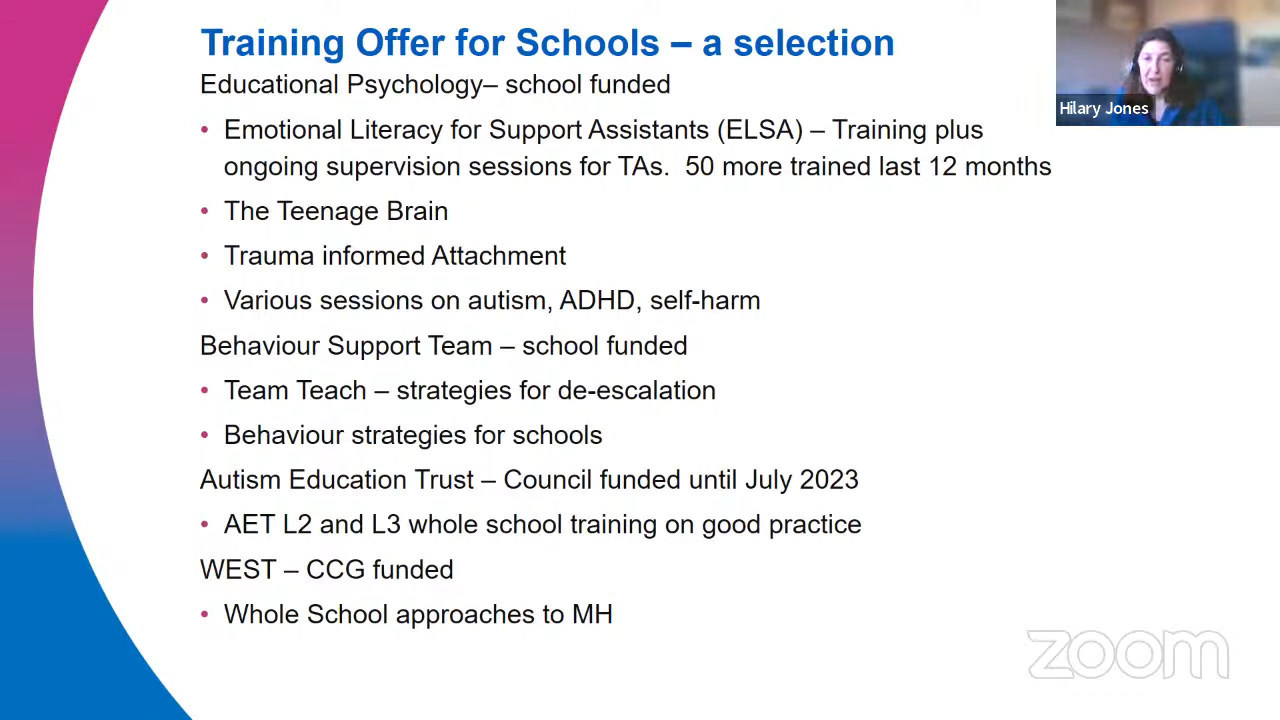 Training Offer for Schools – a selection
Hilary Jones
Educational Psychology– school funded
• Emotional Literacy for Support Assistants (ELSA) – Training plus
ongoing supervision sessions for TAs.  50 more trained last 12 months
• The Teenage Brain
• Trauma informed Attachment
• Various sessions on autism, ADHD, self-harm
Behaviour Support Team – school funded
• Team Teach – strategies for de-escalation
• Behaviour strategies for schools
Autism Education Trust – Council funded until July 2023
• AET L2 and L3 whole school training on good practice
WEST – CCG funded
• Whole School approaches to MH
zoom